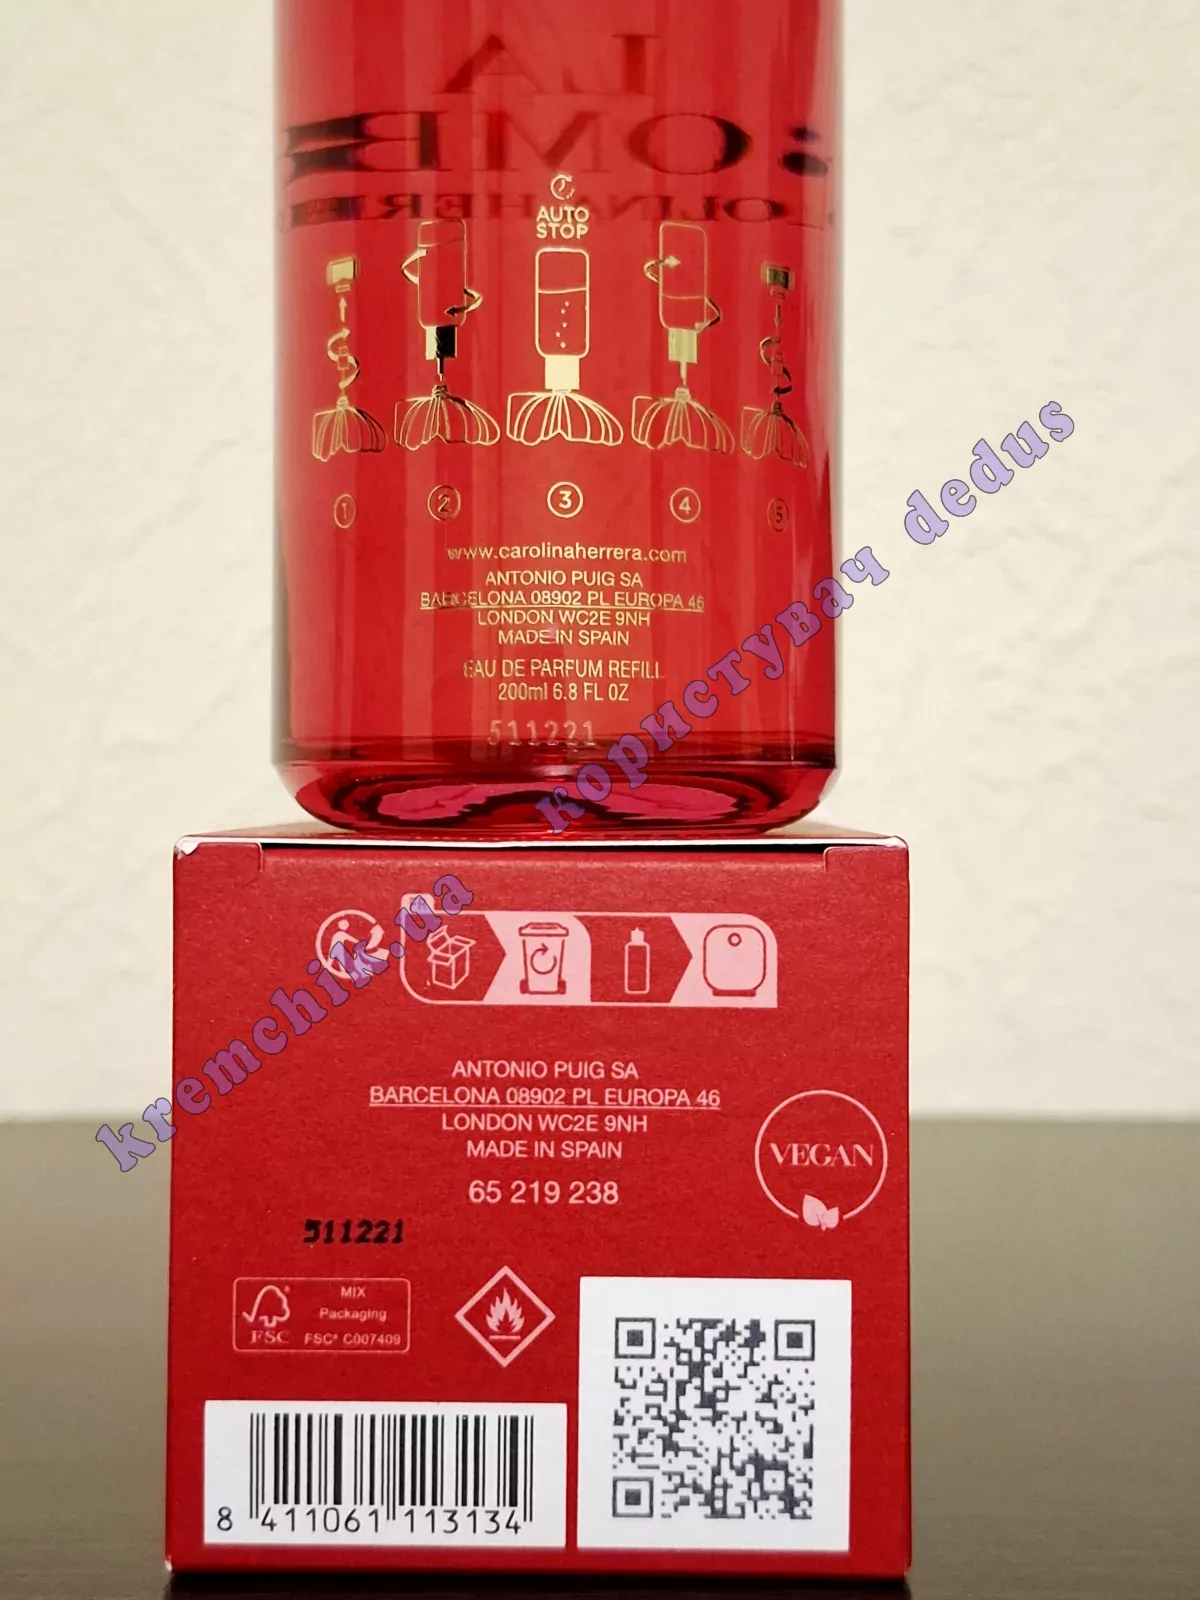 LA
BOMB
AUTO
STOP
1 2 3 4 5
www.carolinaherrera.com
ANTONIO PUIG SA
BARCELONA 08902 PL EUROPA 46
LONDON WC2E 9NH
MADE IN SPAIN
EAU DE PARFUM REFILL
200ml 6.8 FL OZ
511221
kremchik.ua користувач dedus
ANTONIO PUIG SA
BARCELONA 08902 PL EUROPA 46
LONDON WC2E 9NH
MADE IN SPAIN
65 219 238
VEGAN
511221
FSC®
MIX
Packaging
FSC® C007409
8 411061 113134